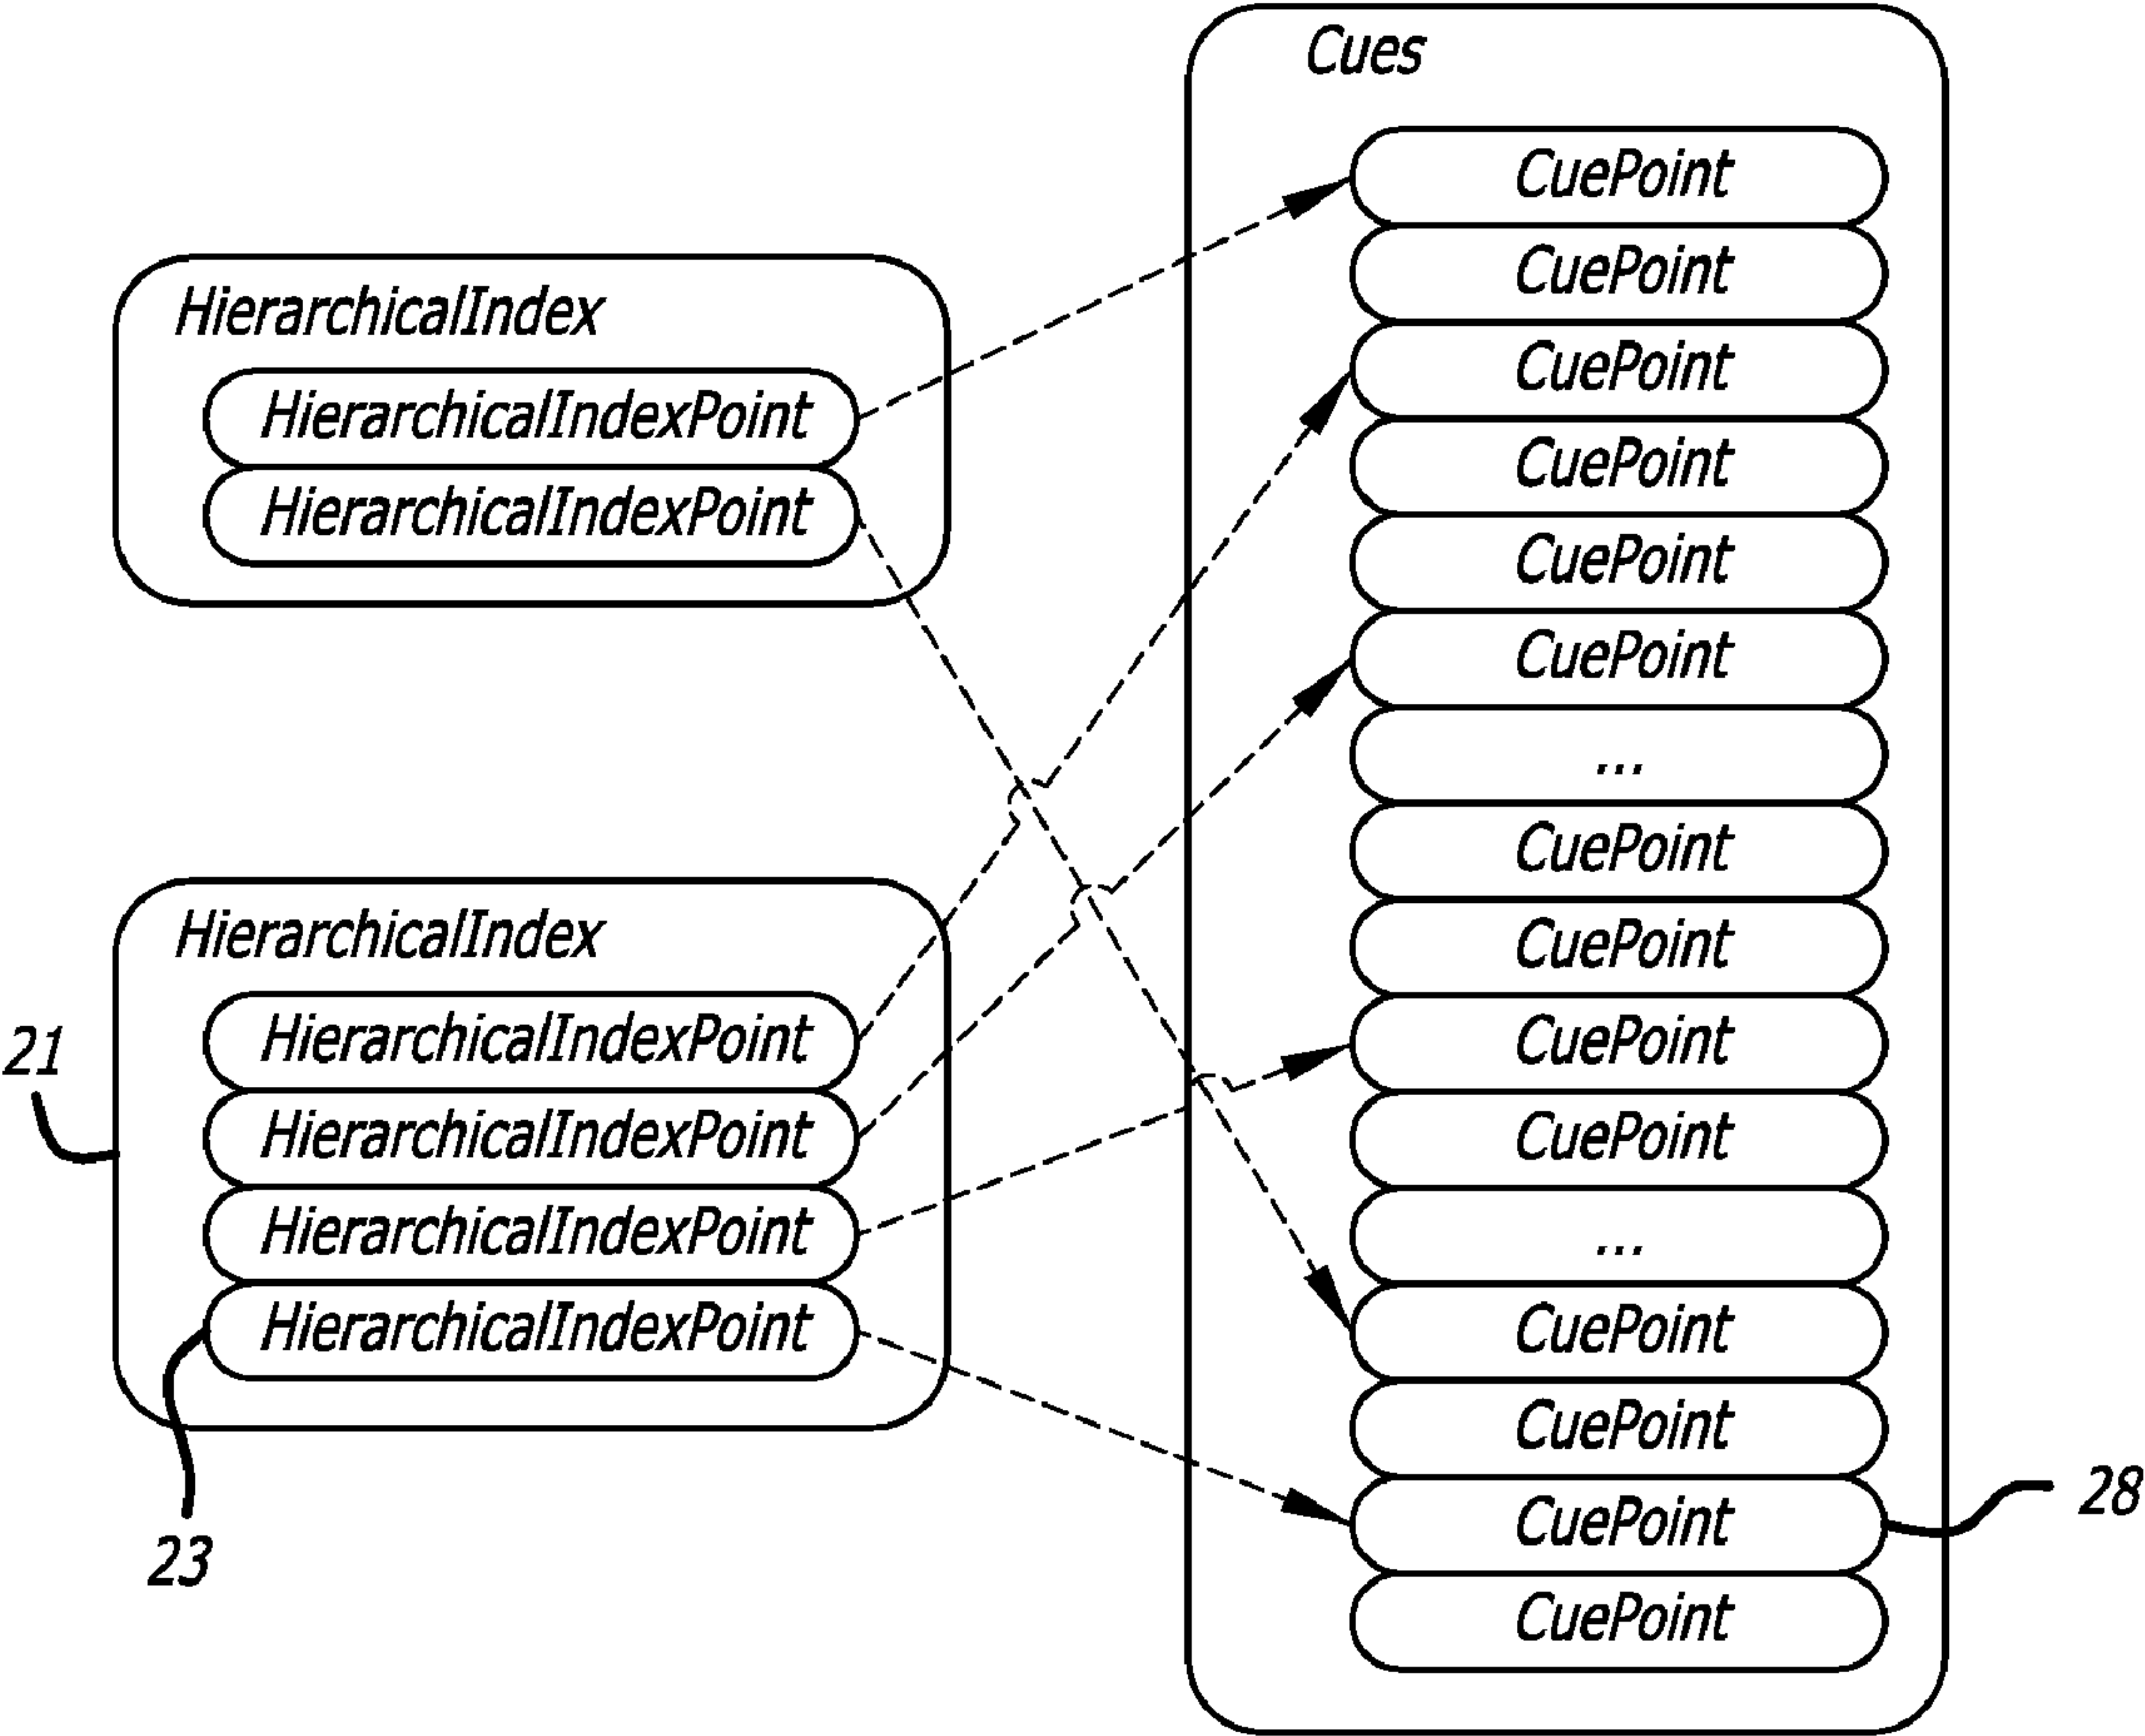 HierarchicalIndex
HierarchicalIndexPoint
HierarchicalIndexPoint
21
HierarchicalIndex
HierarchicalIndexPoint
HierarchicalIndexPoint
HierarchicalIndexPoint
HierarchicalIndexPoint
23
Cues
CuePoint
CuePoint
CuePoint
CuePoint
CuePoint
CuePoint
...
CuePoint
CuePoint
CuePoint
CuePoint
...
CuePoint
CuePoint
CuePoint
CuePoint
28